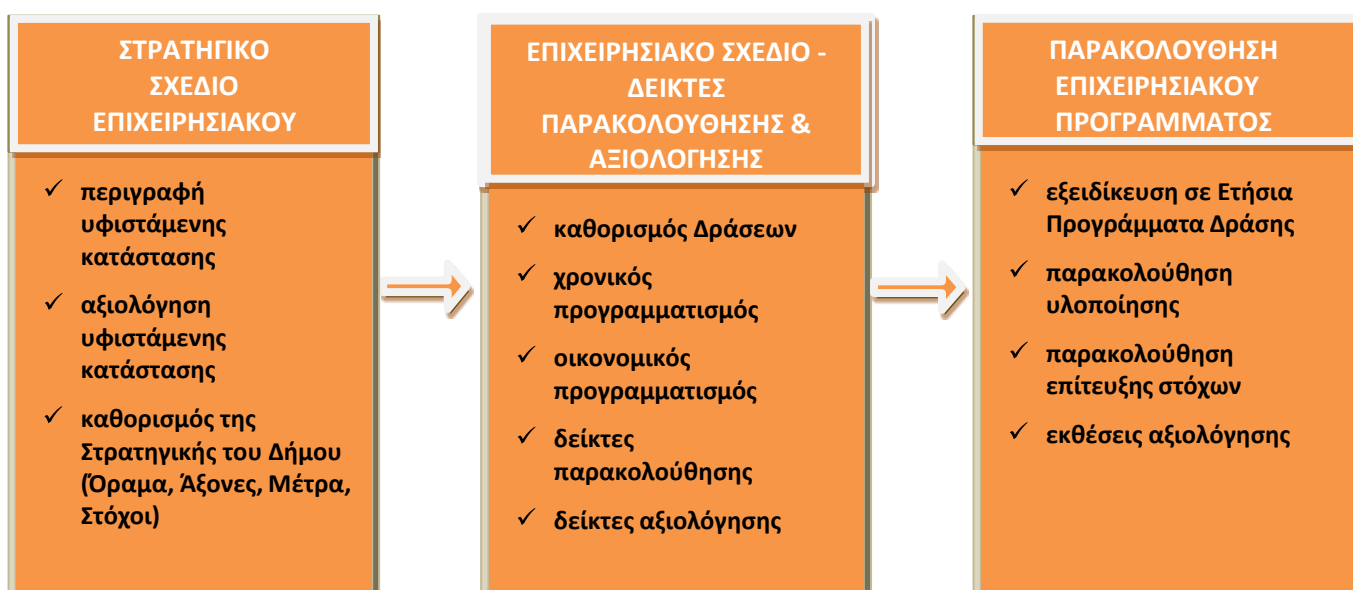 ΣΤΡΑΤΗΓΙΚΟ
ΣΧΕΔΙΟ
ΕΠΙΧΕΙΡΗΣΙΑΚΟΥ
✓ περιγραφή
υφιστάμενης
κατάστασης
✓ αξιολόγηση
υφιστάμενης
κατάστασης
✓ καθορισμός της
Στρατηγικής του Δήμου
(Όραμα, Άξονες, Μέτρα,
Στόχοι)
ΕΠΙΧΕΙΡΗΣΙΑΚΟ ΣΧΕΔΙΟ -
ΔΕΙΚΤΕΣ
ΠΑΡΑΚΟΛΟΥΘΗΣΗΣ &
ΑΞΙΟΛΟΓΗΣΗΣ
✓ καθορισμός Δράσεων
✓ χρονικός
προγραμματισμός
✓ οικονομικός
προγραμματισμός
✓ δείκτες
παρακολούθησης
✓ δείκτες αξιολόγησης
ΠΑΡΑΚΟΛΟΥΘΗΣΗ
ΕΠΙΧΕΙΡΗΣΙΑΚΟΥ
ΠΡΟΓΡΑΜΜΑΤΟΣ
✓ εξειδίκευση σε Ετήσια
Προγράμματα Δράσης
✓ παρακολούθηση
υλοποίησης
✓ παρακολούθηση
επίτευξης στόχων
✓ εκθέσεις αξιολόγησης